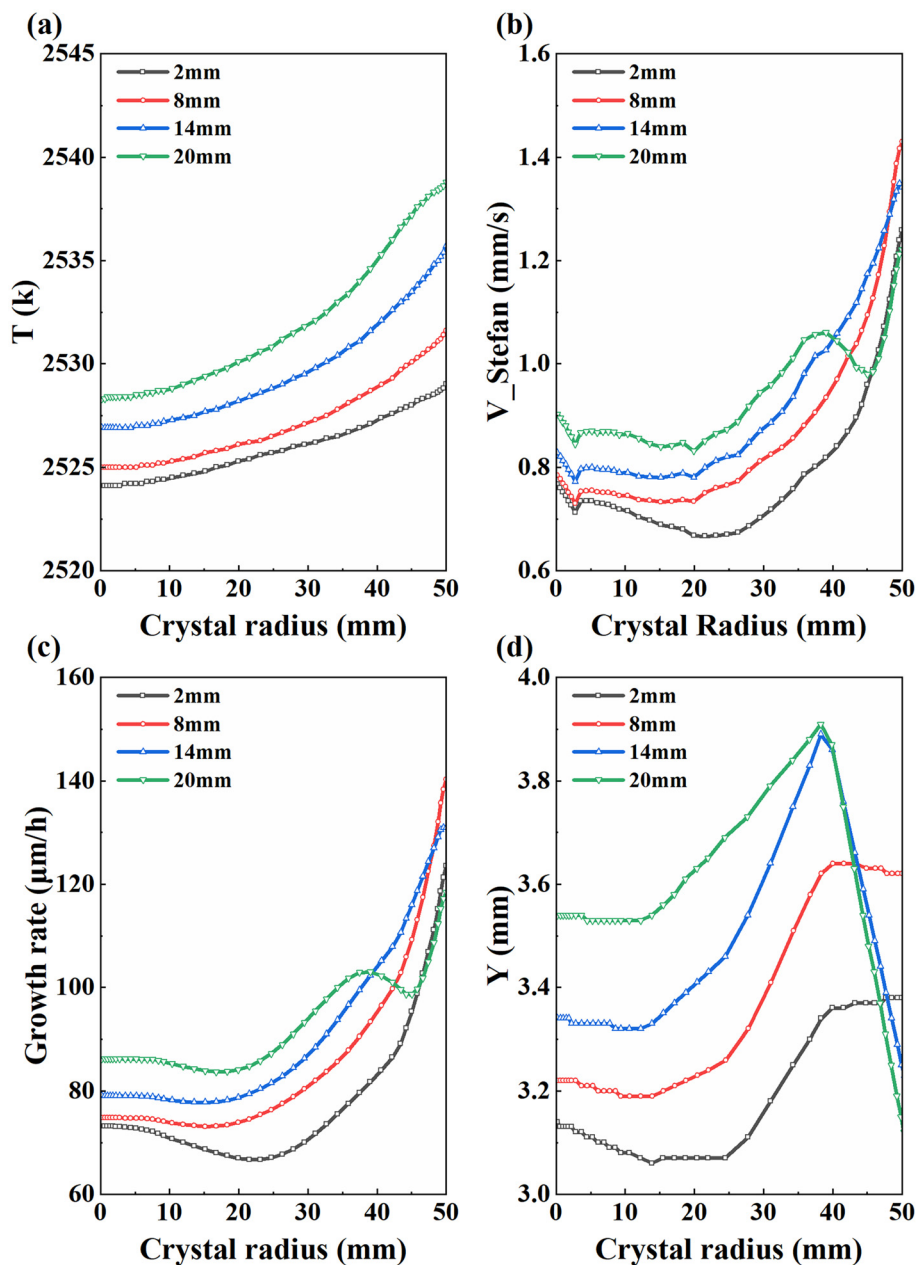 (a)
2mm
8mm
14mm
20mm
2545
2540
2535
2530
2525
2520
T (k)
0 10 20 30 40 50
Crystal radius (mm)
(b)
2mm
8mm
14mm
20mm
1.6
1.4
1.2
1.0
0.8
0.6
V_Stefan (mm/s)
0 10 20 30 40 50
Crystal Radius (mm)
(c)
2mm
8mm
14mm
20mm
160
140
120
100
80
60
Growth rate (μm/h)
0 10 20 30 40 50
Crystal radius (mm)
(d)
2mm
8mm
14mm
20mm
4.0
3.8
3.6
3.4
3.2
3.0
Y (mm)
0 10 20 30 40 50
Crystal radius (mm)